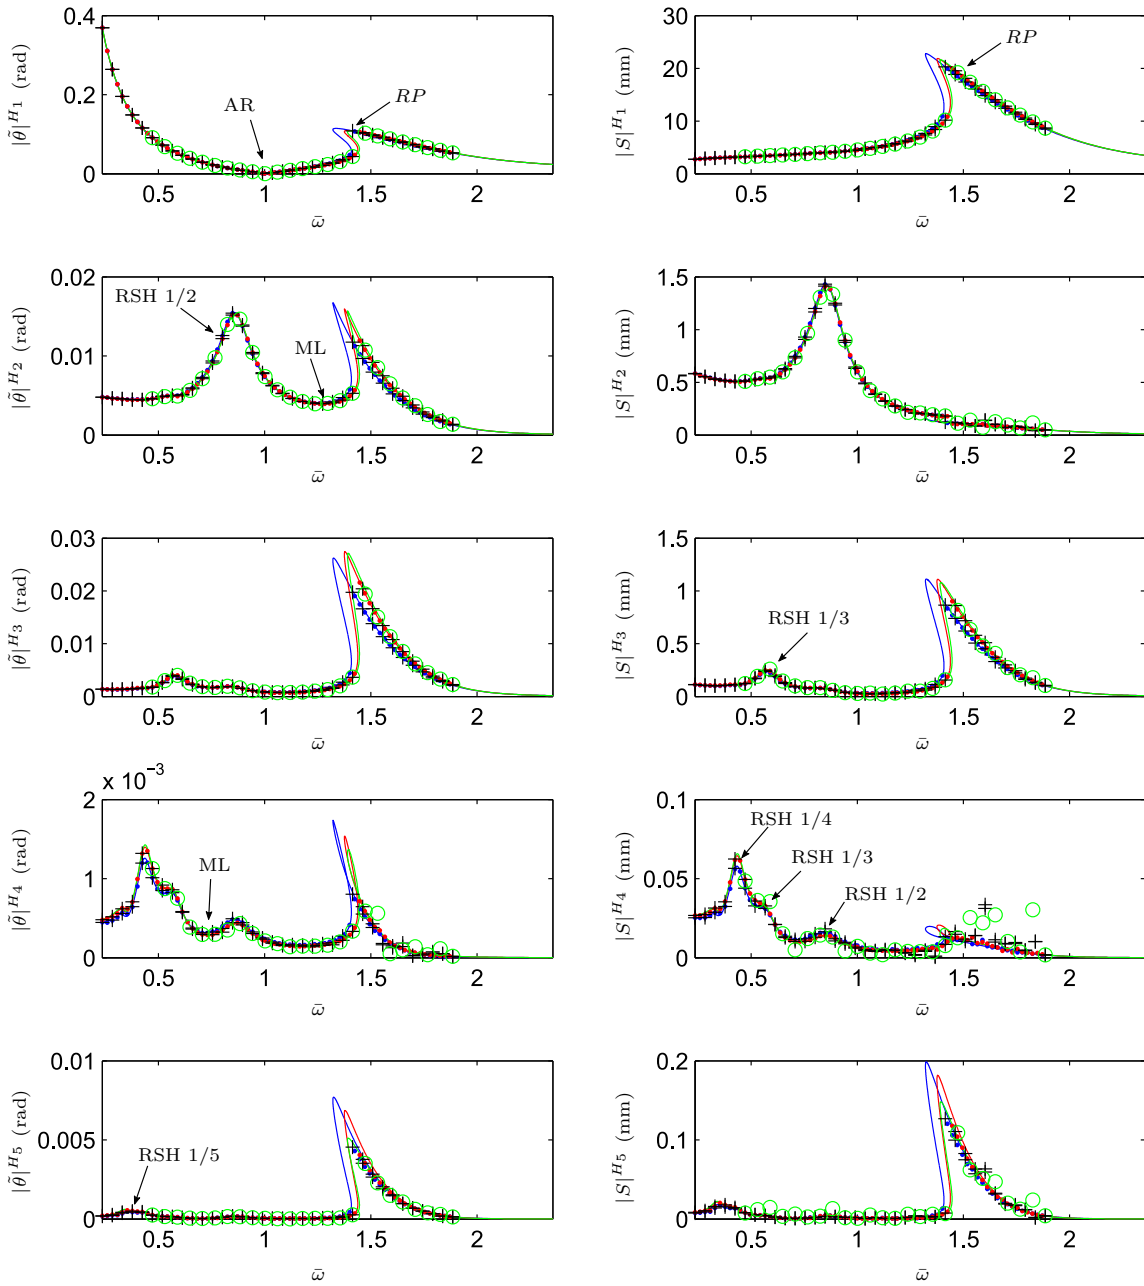 |θ̃|^{H_1} (rad)
0.4
0.2
0
AR
RP
0.5
1
1.5
2
ω̄
|S|^{H_1} (mm)
30
20
10
0
RP
0.5
1
1.5
2
ω̄
|θ̃|^{H_2} (rad)
0.02
0.01
0
RSH 1/2
ML
0.5
1
1.5
2
ω̄
|S|^{H_2} (mm)
1.5
1
0.5
0
0.5
1
1.5
2
ω̄
|θ̃|^{H_3} (rad)
0.03
0.02
0.01
0
0.5
1
1.5
2
ω̄
|S|^{H_3} (mm)
1.5
1
0.5
0
RSH 1/3
0.5
1
1.5
2
ω̄
x 10^{−3}
|θ̃|^{H_4} (rad)
2
1
0
ML
0.5
1
1.5
2
ω̄
|S|^{H_4} (mm)
0.1
0.05
0
RSH 1/4
RSH 1/3
RSH 1/2
0.5
1
1.5
2
ω̄
|θ̃|^{H_5} (rad)
0.01
0.005
0
RSH 1/5
0.5
1
1.5
2
ω̄
|S|^{H_5} (mm)
0.2
0.1
0
0.5
1
1.5
2
ω̄